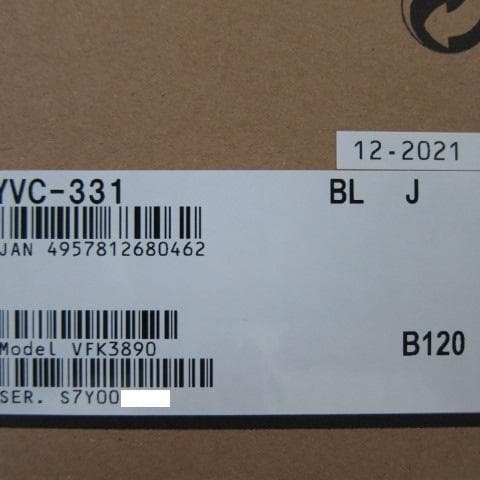 12-2021
YVC-331 BL J
JAN 4957812680462
Model VFK3890
B120
SER. S7Y00